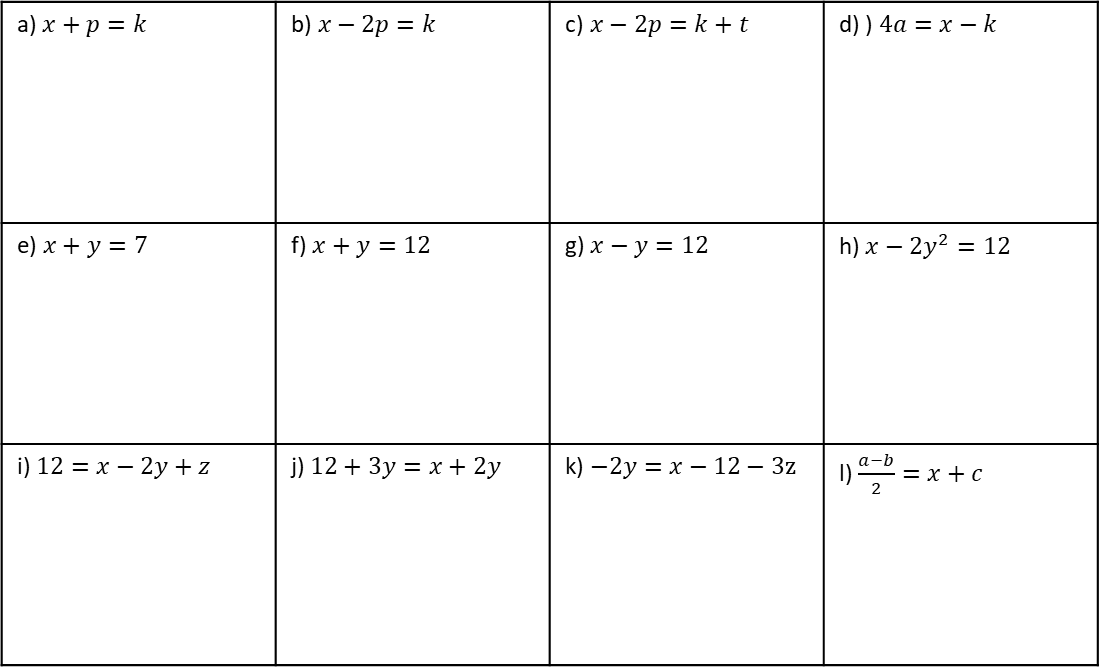 a) x + p = k
b) x − 2p = k
c) x − 2p = k + t
d) ) 4a = x − k
e) x + y = 7
f) x + y = 12
g) x − y = 12
h) x − 2y² = 12
i) 12 = x − 2y + z
j) 12 + 3y = x + 2y
k) −2y = x − 12 − 3z
l) (a−b)/2 = x + c